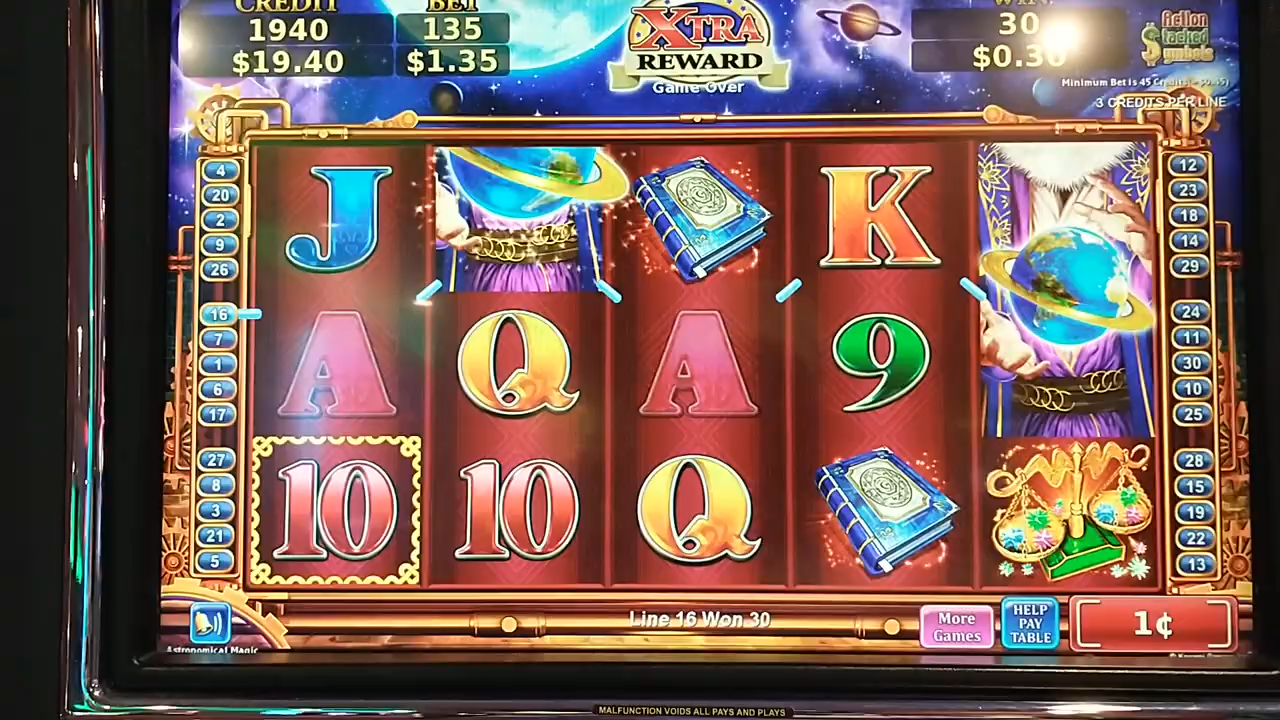 CREDIT
1940
$19.40
BET
135
$1.35
XTRA
REWARD
Game Over
WIN
30
$0.30
Action
Stacked
$ymbols
Minimum Bet is 45 Credits
3 CREDITS PER LINE
4
20
2
9
26
16
7
1
6
17
27
8
3
21
5
J
K
A
Q
A
9
10
10
Q
12
23
18
14
29
24
11
30
10
25
28
15
19
22
13
Astronomical Magic
Line 16 Won 30
More
Games
HELP
PAY
TABLE
1¢
MALFUNCTION VOIDS ALL PAYS AND PLAYS